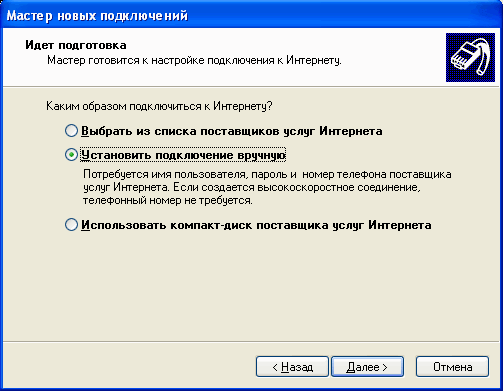 Мастер новых подключений
Идет подготовка
Мастер готовится к настройке подключения к Интернету.
Каким образом подключиться к Интернету?
Выбрать из списка поставщиков услуг Интернета
Установить подключение вручную
Потребуется имя пользователя, пароль и номер телефона поставщика
услуг Интернета. Если создается высокоскоростное соединение,
телефонный номер не требуется.
Использовать компакт-диск поставщика услуг Интернета
< Назад Далее > Отмена